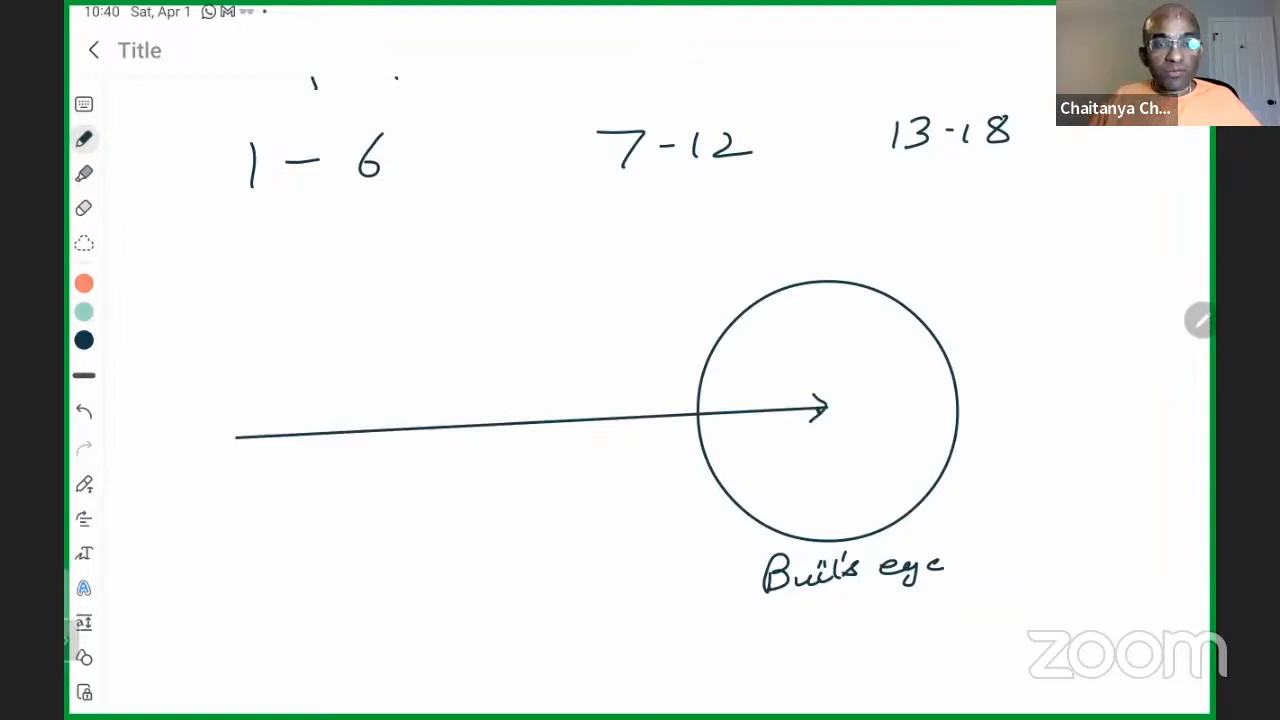 10:40 Sat, Apr 1
Title
Chaitanya Ch...
1 - 6 7-12 13-18
Bull's eye
zoom